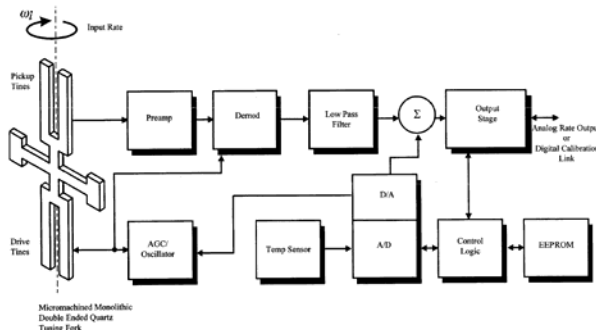 ωi
Input Rate
Pickup
Tines
Preamp
Demod
Low Pass
Filter
Σ
Output
Stage
Analog Rate Output
or
Digital Calibration
Link
D/A
Drive
Tines
AGC/
Oscillator
Temp Sensor
A/D
Control
Logic
EEPROM
Micromachined Monolithic
Double Ended Quartz
Tuning Fork